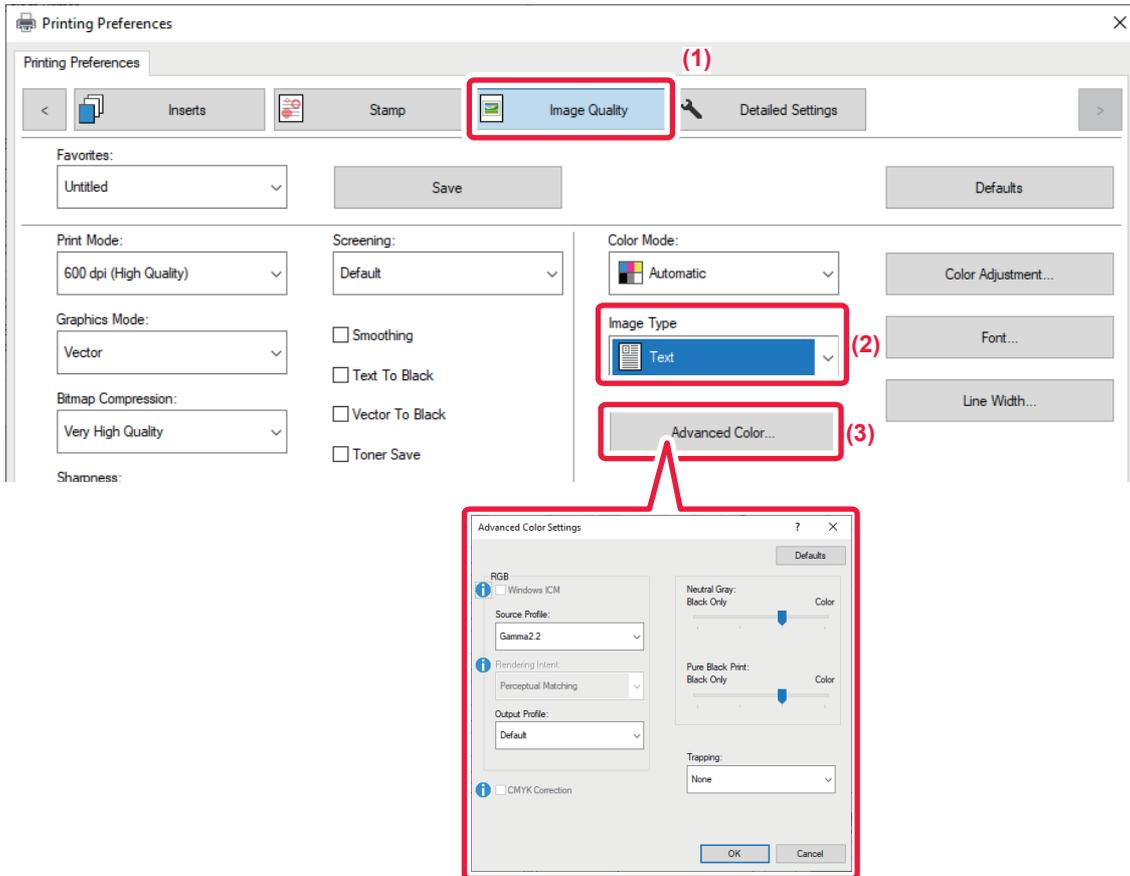 Printing Preferences
Printing Preferences
(1)
< Inserts Stamp Image Quality Detailed Settings >
Favorites:
Untitled Save Defaults
Print Mode: Screening: Color Mode:
600 dpi (High Quality) Default Automatic Color Adjustment...
Graphics Mode: Smoothing Image Type
Vector Text (2) Font...
Text To Black
Bitmap Compression: Vector To Black Line Width...
Very High Quality Advanced Color... (3)
Toner Save
Sharpness:
Advanced Color Settings ? ×
Defaults
RGB
Windows ICM
Source Profile:
Gamma2.2
Rendering Intent:
Perceptual Matching
Output Profile:
Default
CMYK Correction
Neutral Gray:
Black Only Color
Pure Black Print:
Black Only Color
Trapping:
None
OK Cancel